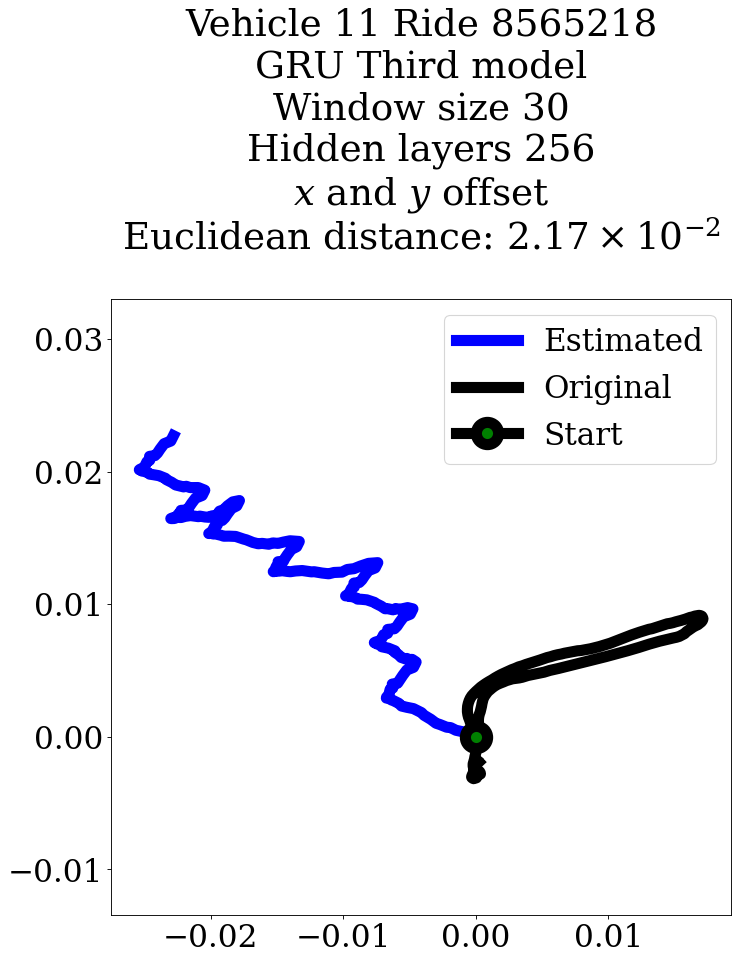 Vehicle 11 Ride 8565218
GRU Third model
Window size 30
Hidden layers 256
x and y offset
Euclidean distance: 2.17 × 10⁻²
Estimated
Original
Start
0.03
0.02
0.01
0.00
−0.01
−0.02 −0.01 0.00 0.01